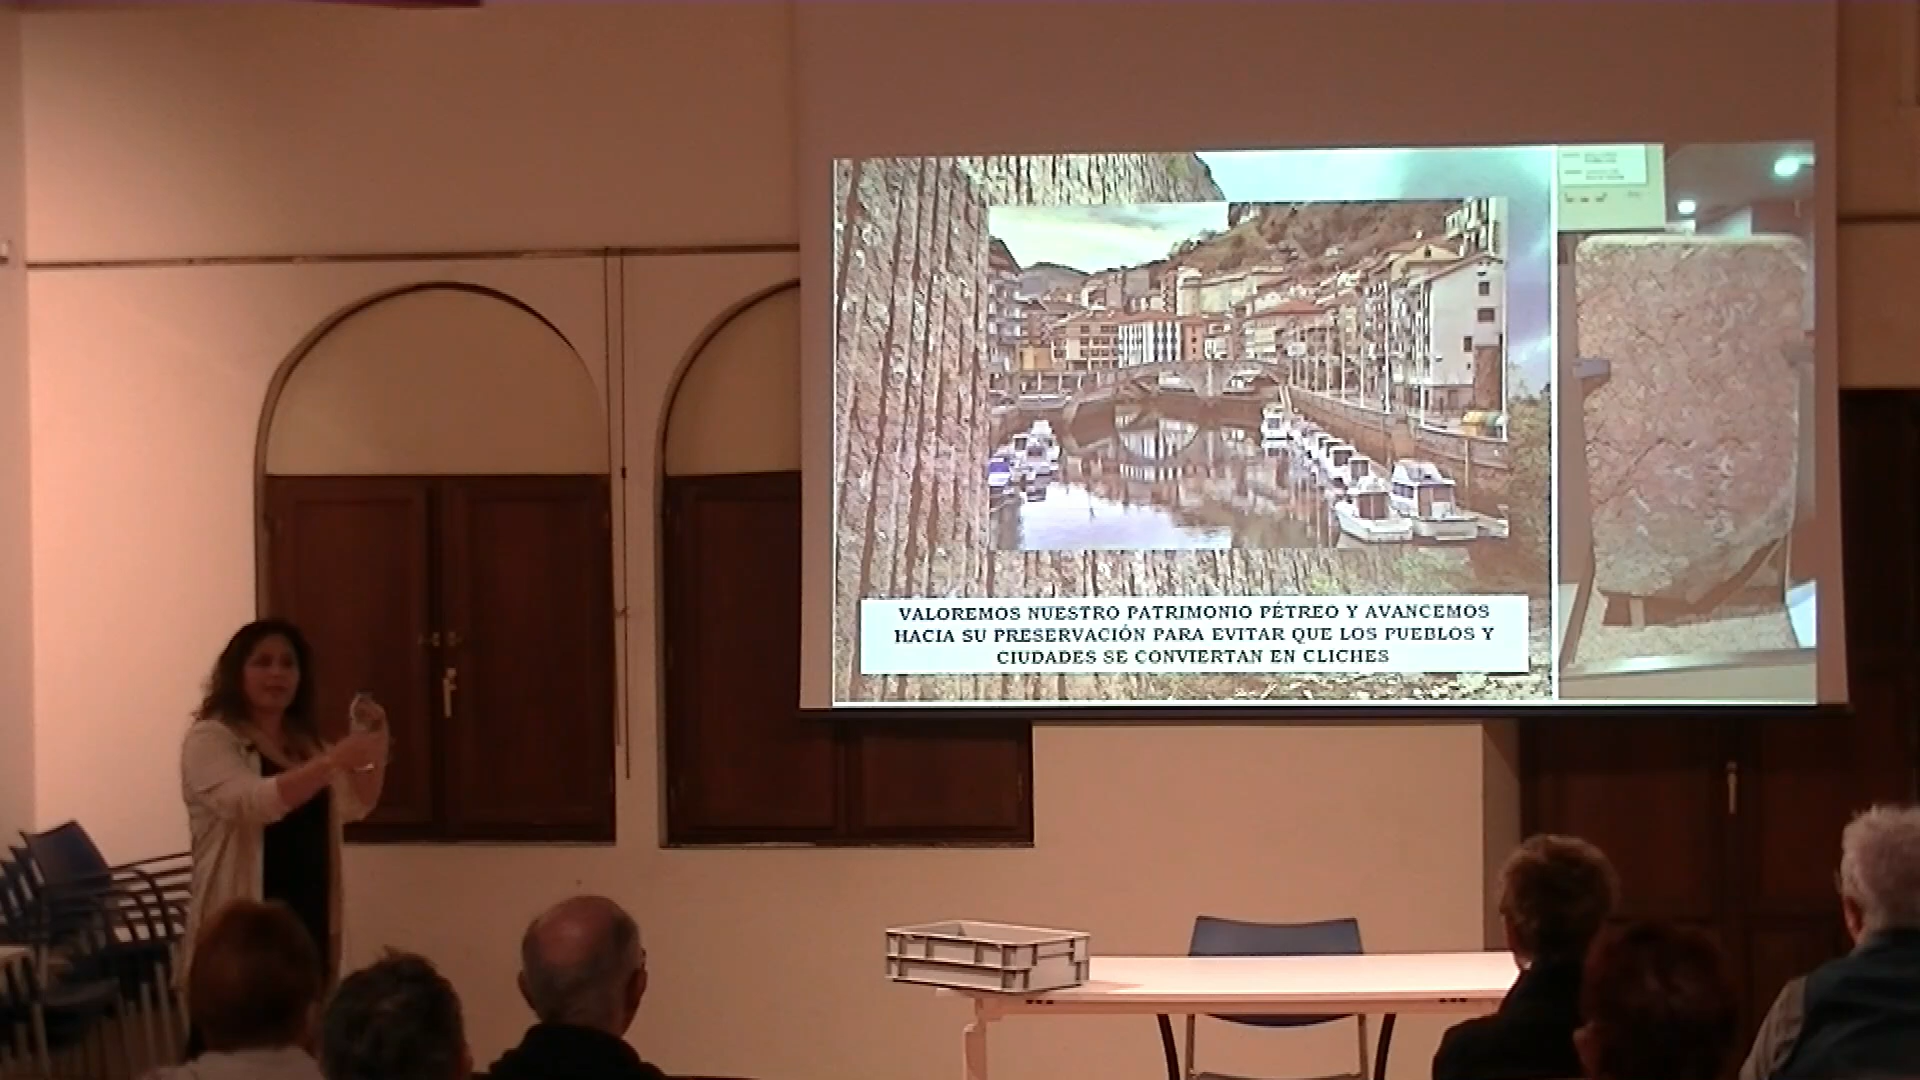 VALOREMOS NUESTRO PATRIMONIO PÉTREO Y AVANCEMOS
HACIA SU PRESERVACIÓN PARA EVITAR QUE LOS PUEBLOS Y
CIUDADES SE CONVIERTAN EN CLICHES